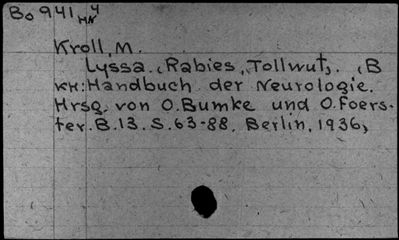 Bo 941 4
HN
Kroll, M.
Lyssa. (Rabies, Tollwut). (В
кн: Handbuch der Neurologie.
Hrsg. von O. Bumke und O. Foers-
ter. B. 13. S. 63-88. Berlin, 1936)